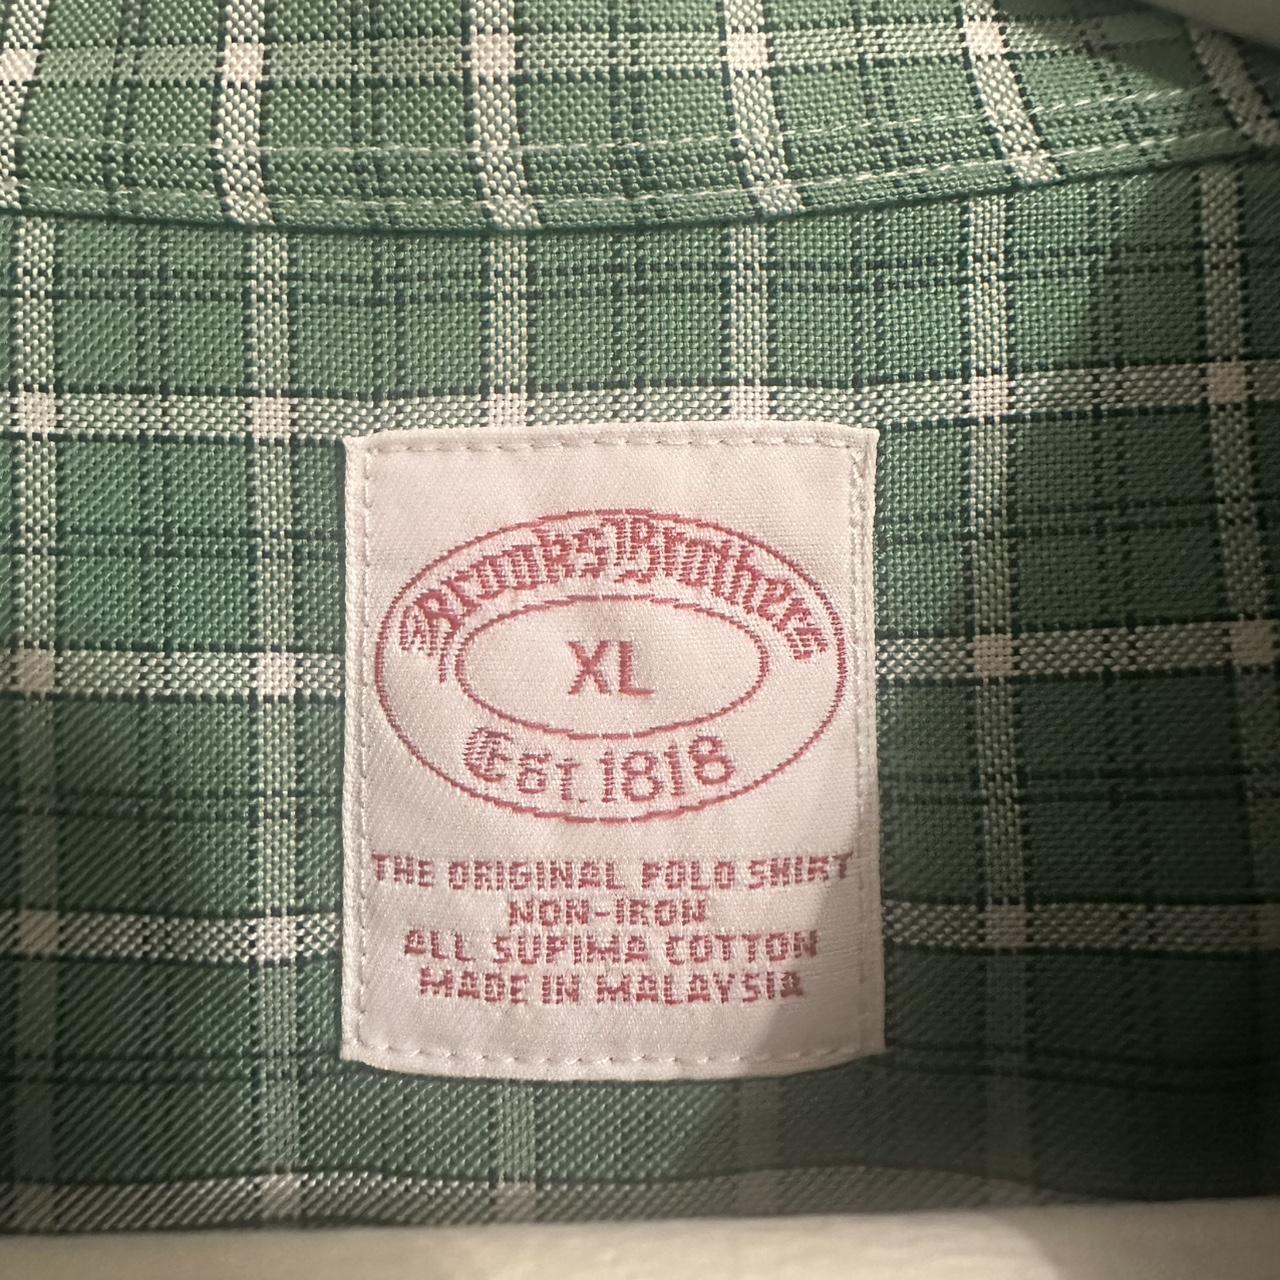 Brooks Brothers
XL
Est. 1818
THE ORIGINAL POLO SHIRT
NON-IRON
ALL SUPIMA COTTON
MADE IN MALAYSIA